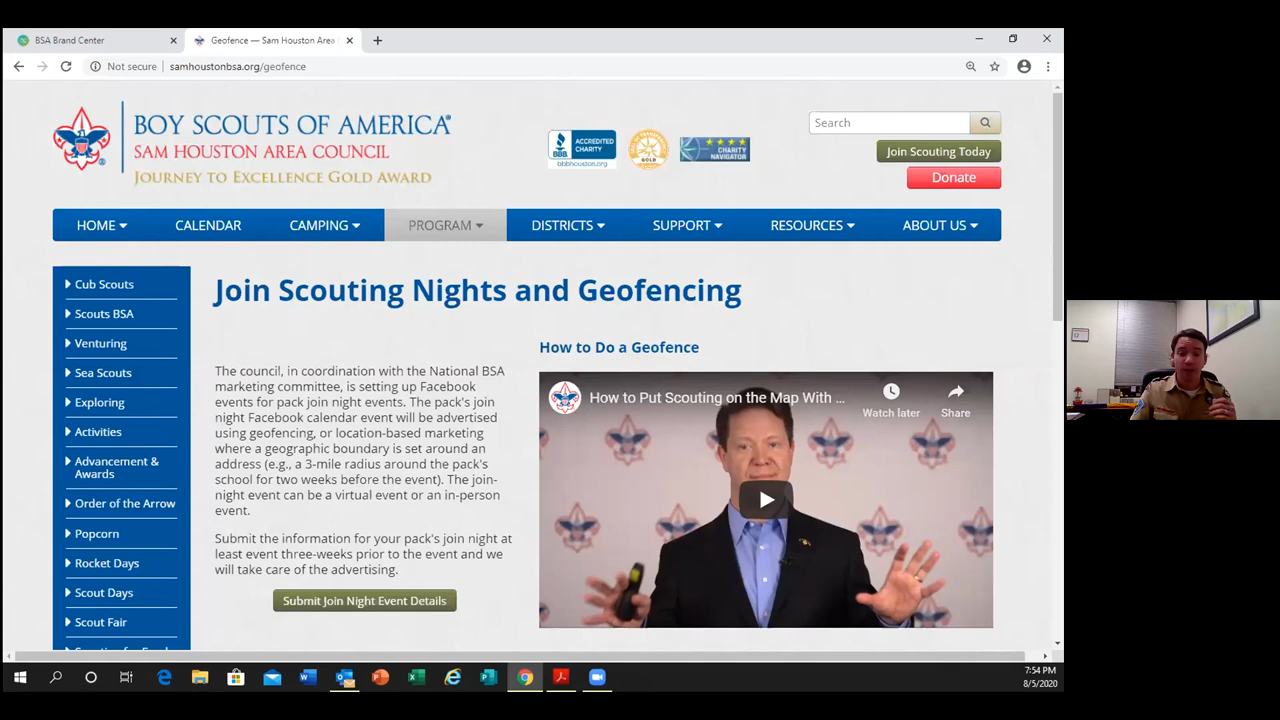 BSA Brand Center
Geofence — Sam Houston Area
Not secure
samhoustonbsa.org/geofence
BOY SCOUTS OF AMERICA®
SAM HOUSTON AREA COUNCIL
JOURNEY TO EXCELLENCE GOLD AWARD
BBB
ACCREDITED
CHARITY
bbbhouston.org
GOLD
CHARITY
NAVIGATOR
Search
Join Scouting Today
Donate
HOME
CALENDAR
CAMPING
PROGRAM
DISTRICTS
SUPPORT
RESOURCES
ABOUT US
Cub Scouts
Scouts BSA
Venturing
Sea Scouts
Exploring
Activities
Advancement &
Awards
Order of the Arrow
Popcorn
Rocket Days
Scout Days
Scout Fair
Join Scouting Nights and Geofencing
The council, in coordination with the National BSA
marketing committee, is setting up Facebook
events for pack join night events. The pack's join
night Facebook calendar event will be advertised
using geofencing, or location-based marketing
where a geographic boundary is set around an
address (e.g., a 3-mile radius around the pack's
school for two weeks before the event). The join-
night event can be a virtual event or an in-person
event.
Submit the information for your pack's join night at
least event three-weeks prior to the event and we
will take care of the advertising.
Submit Join Night Event Details
How to Do a Geofence
How to Put Scouting on the Map With ...
Watch later
Share
7:54 PM
8/5/2020